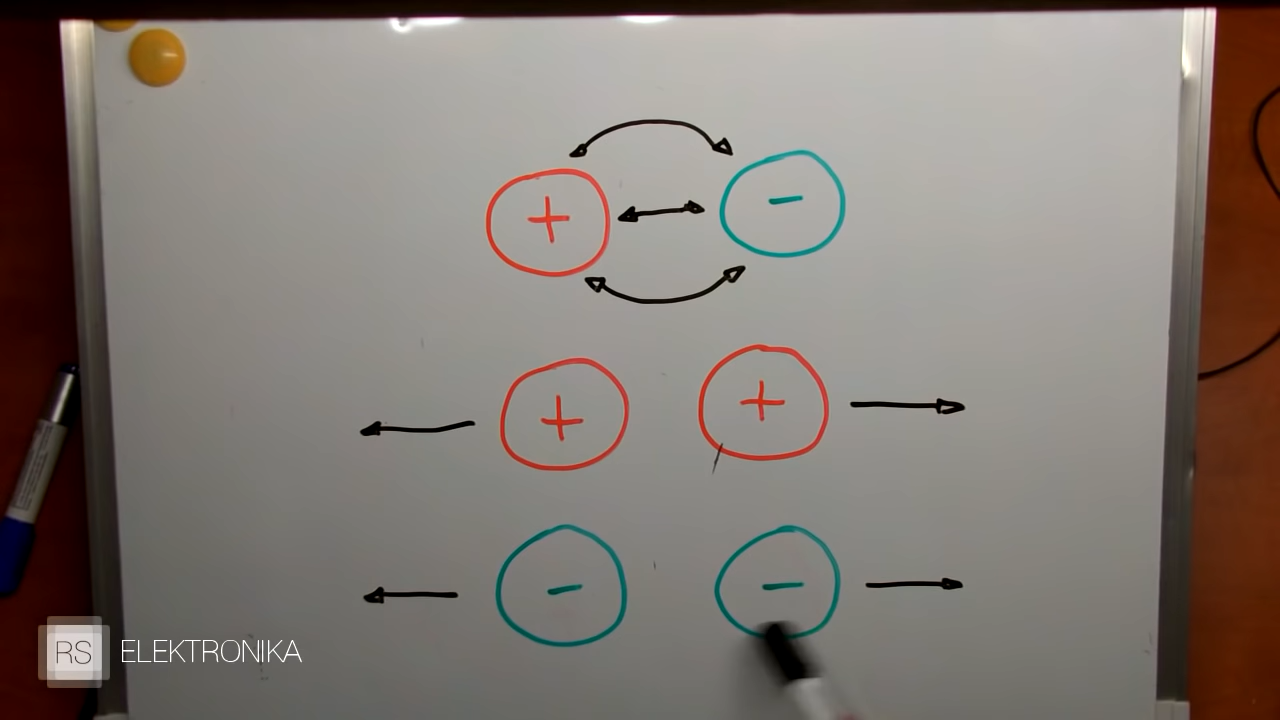 + -
+ +
- -
RS ELEKTRONIKA